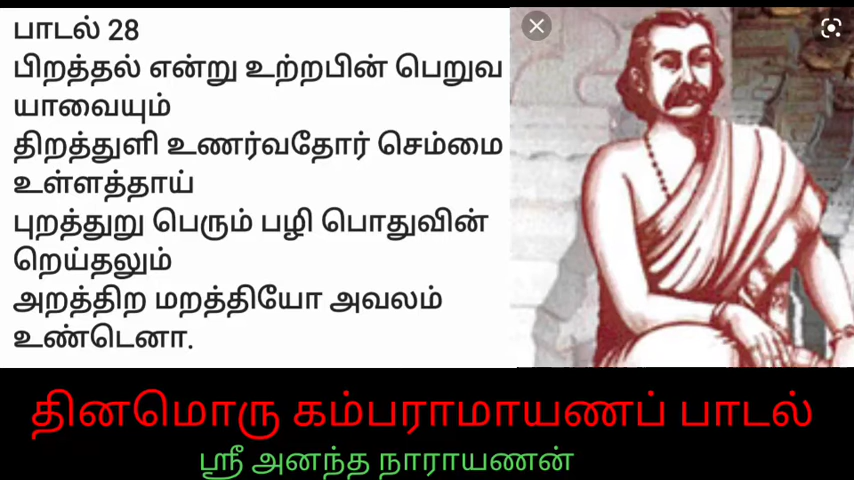 பாடல் 28
பிறத்தல் என்று உற்றபின் பெறுவ
யாவையும்
திறத்துளி உணர்வதோர் செம்மை
உள்ளத்தாய்
புறத்துறு பெரும் பழி பொதுவின்
றெய்தலும்
அறத்திற மறத்தியோ அவலம்
உண்டெனா.
தினமொரு கம்பராமாயணப் பாடல்
ஸ்ரீ அனந்த நாராயணன்